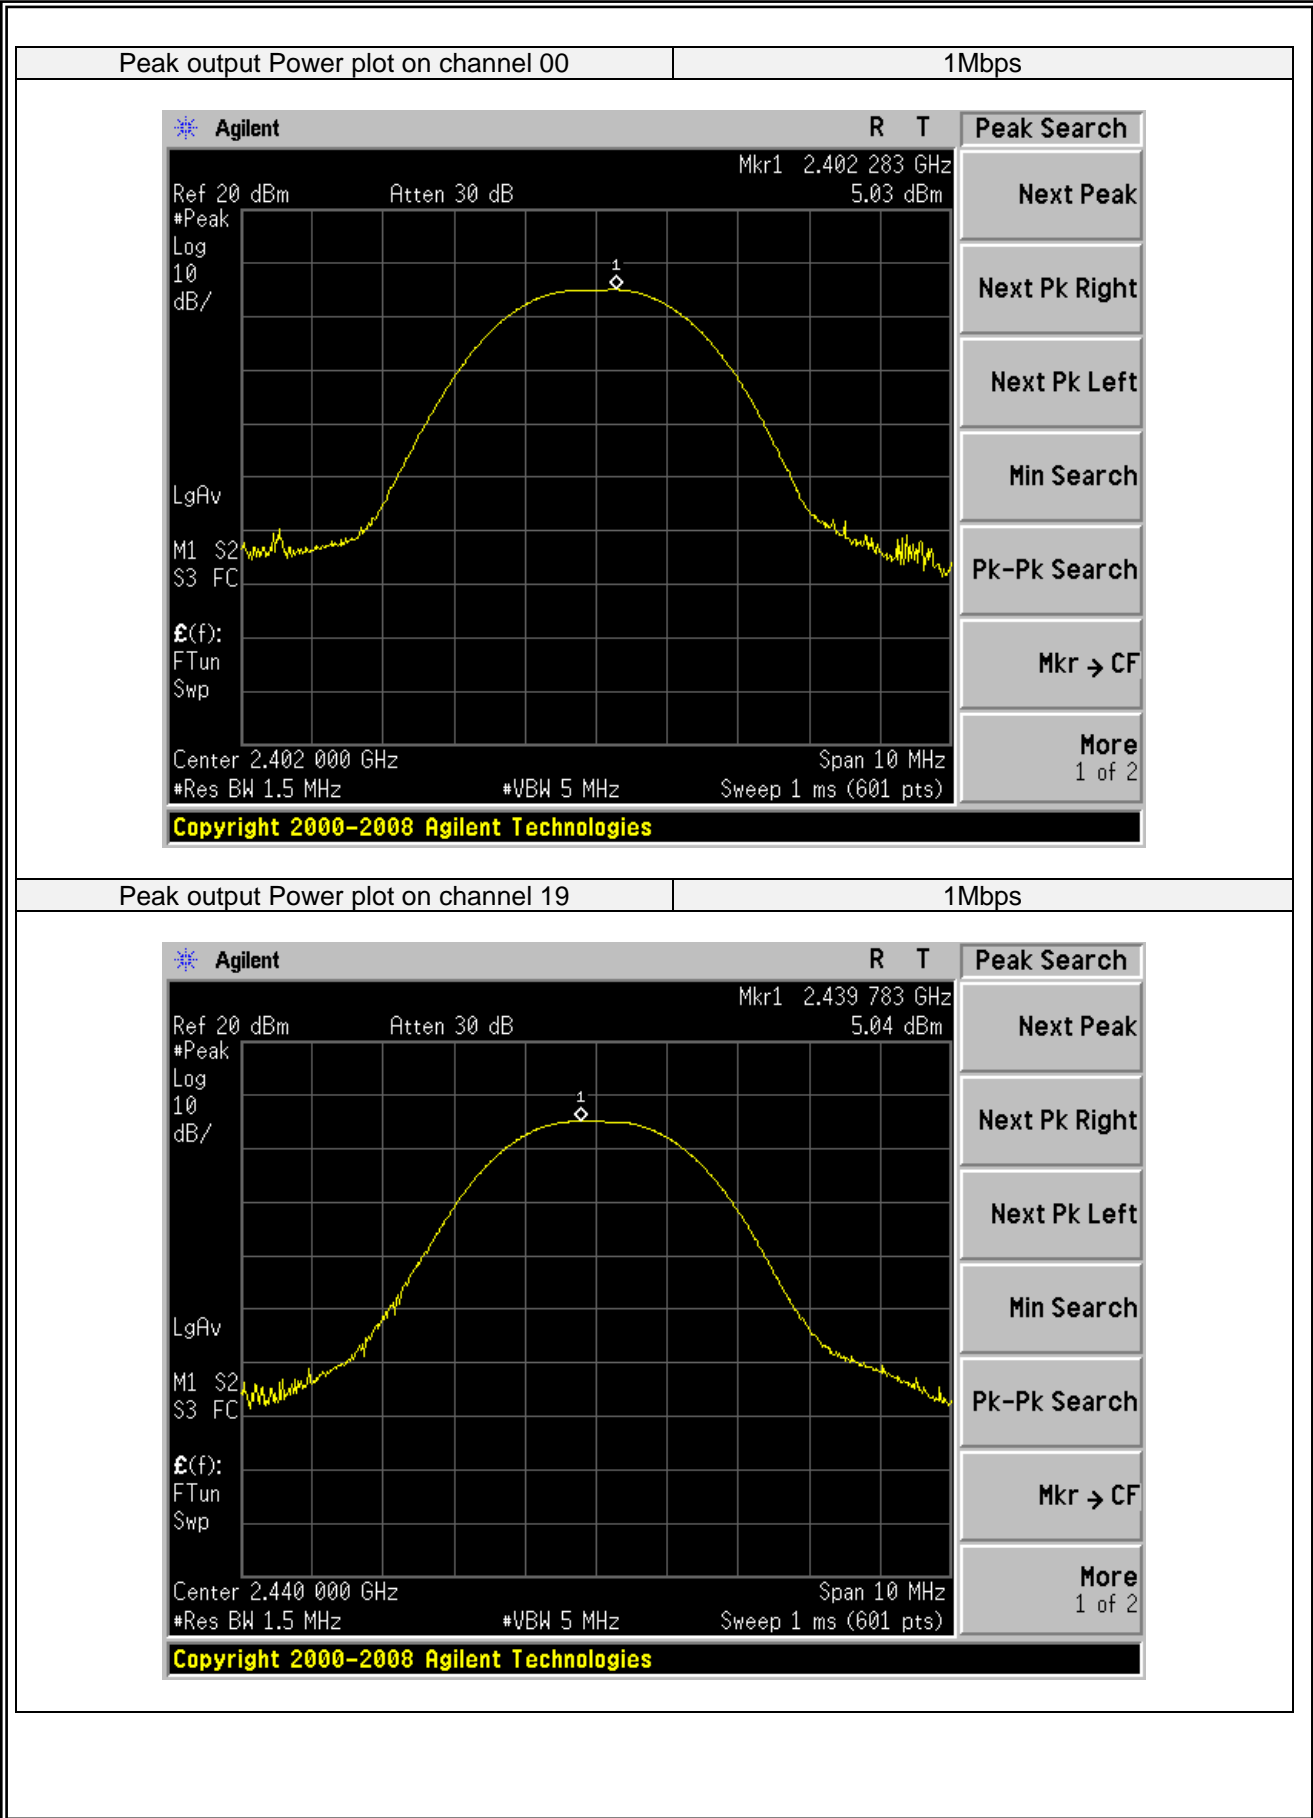 Peak output Power plot on channel 00 1Mbps
Agilent R T Peak Search
Mkr1 2.402 283 GHz
Ref 20 dBm Atten 30 dB 5.03 dBm Next Peak
#Peak
Log
1
10
dB/ Next Pk Right
Next Pk Left
Min Search
LgAv
M1 S2
S3 FC Pk-Pk Search
£(f):
FTun Mkr → CF
Swp
More
Center 2.402 000 GHz Span 10 MHz
1 of 2
#Res BW 1.5 MHz #VBW 5 MHz Sweep 1 ms (601 pts)
Copyright 2000-2008 Agilent Technologies
Peak output Power plot on channel 19 1Mbps
Agilent R T Peak Search
Mkr1 2.439 783 GHz
Ref 20 dBm Atten 30 dB 5.04 dBm Next Peak
#Peak
Log
1
10
dB/ Next Pk Right
Next Pk Left
Min Search
LgAv
M1 S2
S3 FC Pk-Pk Search
£(f):
FTun Mkr → CF
Swp
More
Center 2.440 000 GHz Span 10 MHz
1 of 2
#Res BW 1.5 MHz #VBW 5 MHz Sweep 1 ms (601 pts)
Copyright 2000-2008 Agilent Technologies